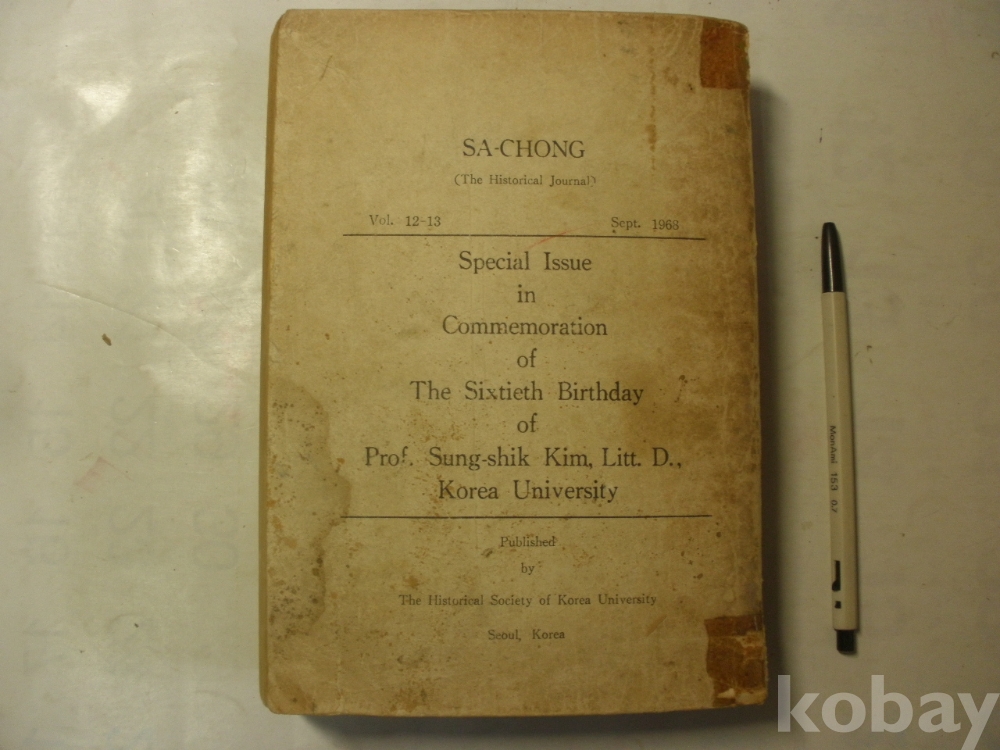 SA-CHONG
(The Historical Journal)
Vol. 12-13 Sept. 1968
Special Issue
in
Commemoration
of
The Sixtieth Birthday
of
Prof. Sung-shik Kim, Litt. D.,
Korea University
Published
by
The Historical Society of Korea University
Seoul, Korea
MonAmi 153 0.7
kobay